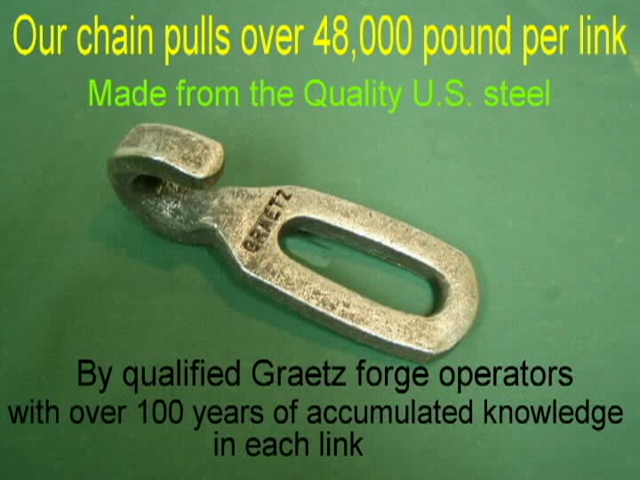 Our chain pulls over 48,000 pound per link
Made from the Quality U.S. steel
GRAETZ
By qualified Graetz forge operators
with over 100 years of accumulated knowledge
in each link